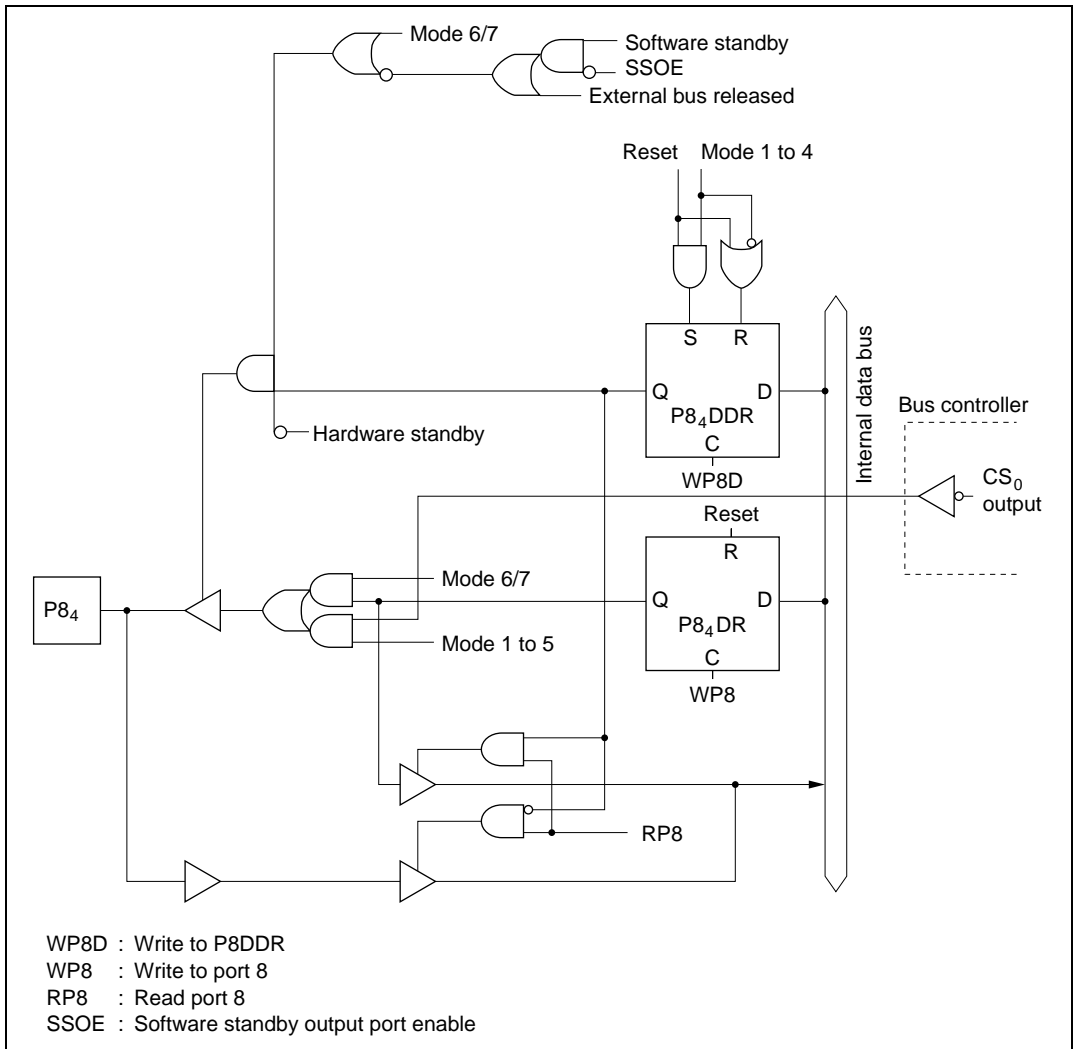 Mode 6/7
Software standby
SSOE
External bus released
Reset Mode 1 to 4
S R
Q D
P8₄DDR
C
WP8D
Hardware standby
Internal data bus
Bus controller
CS₀
output
Reset
R
Mode 6/7
Q D
P8₄DR
C
WP8
P8₄
Mode 1 to 5
RP8
WP8D : Write to P8DDR
WP8 : Write to port 8
RP8 : Read port 8
SSOE : Software standby output port enable